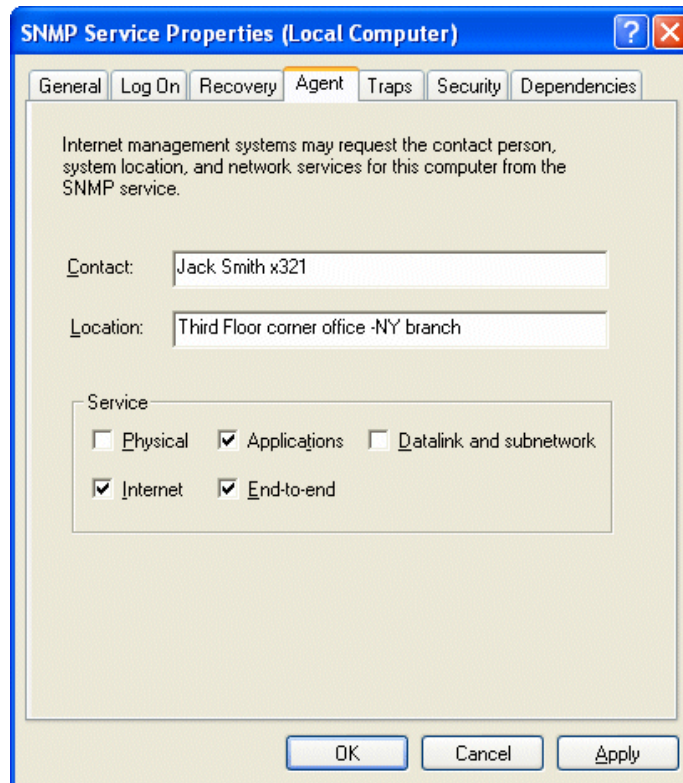 SNMP Service Properties (Local Computer)
General Log On Recovery Agent Traps Security Dependencies
Internet management systems may request the contact person,
system location, and network services for this computer from the
SNMP service.
Contact: Jack Smith x321
Location: Third Floor corner office -NY branch
Service
Physical Applications Datalink and subnetwork
Internet End-to-end
OK Cancel Apply